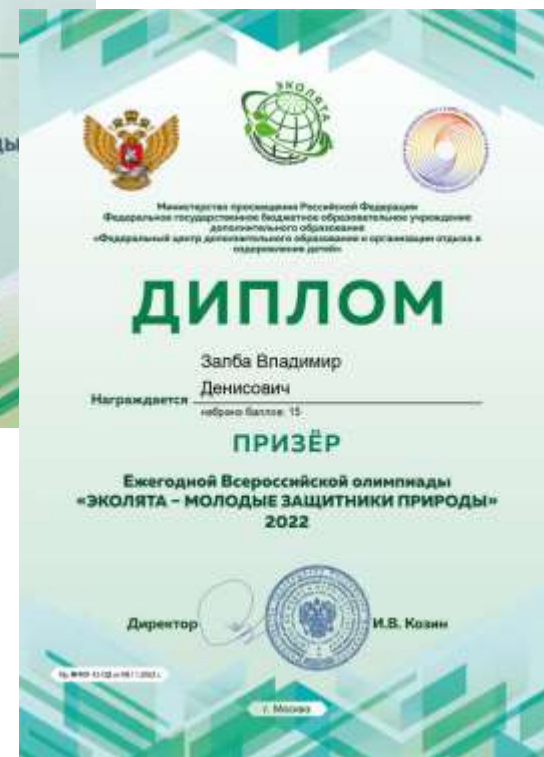 ды
ЭКОЛЯТА
Министерство просвещения Российской Федерации
Федеральное государственное бюджетное образовательное учреждение
дополнительного образования
«Федеральный центр дополнительного образования и организации отдыха и
оздоровления детей»
ДИПЛОМ
Залба Владимир
Награждается Денисович
набрано баллов: 15
ПРИЗЁР
Ежегодной Всероссийской олимпиады
«ЭКОЛЯТА – МОЛОДЫЕ ЗАЩИТНИКИ ПРИРОДЫ»
2022
Директор И.В. Козин
г. Москва